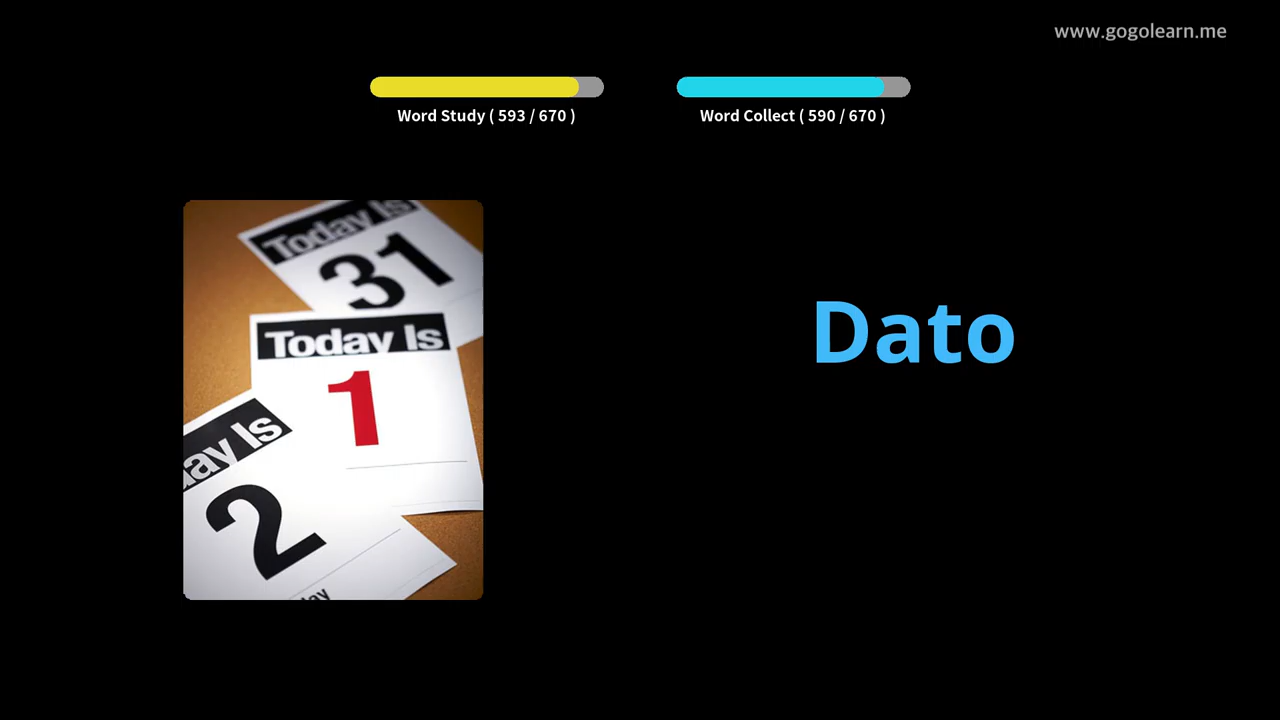 www.gogolearn.me
Word Study ( 593 / 670 )
Word Collect ( 590 / 670 )
Today Is
31
Today Is
1
ay Is
2
Dato